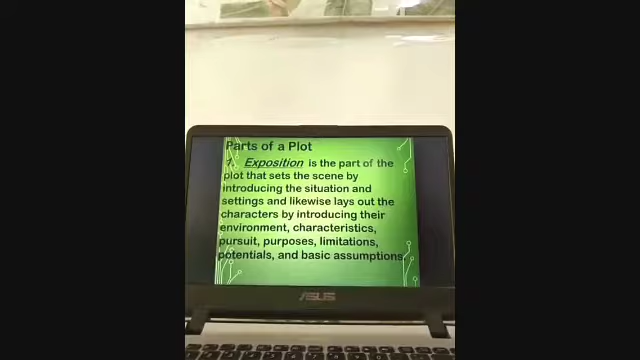 Parts of a Plot
1. Exposition is the part of the
plot that sets the scene by
introducing the situation and
settings and likewise lays out the
characters by introducing their
environment, characteristics,
pursuit, purposes, limitations,
potentials, and basic assumptions.
ASUS